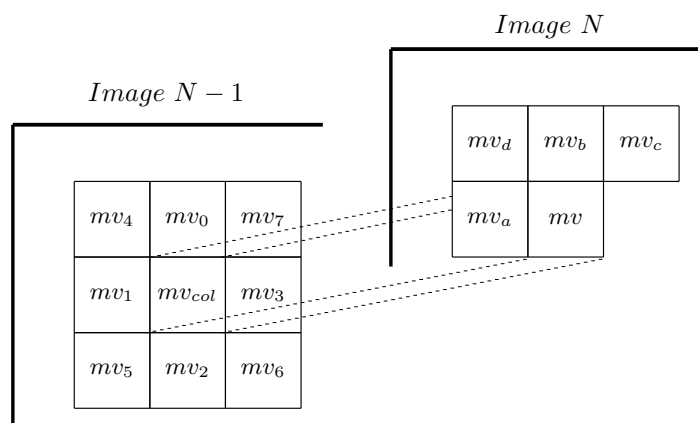 Image N
Image N − 1
mv_d mv_b mv_c
mv_a mv
mv_4 mv_0 mv_7
mv_1 mv_col mv_3
mv_5 mv_2 mv_6